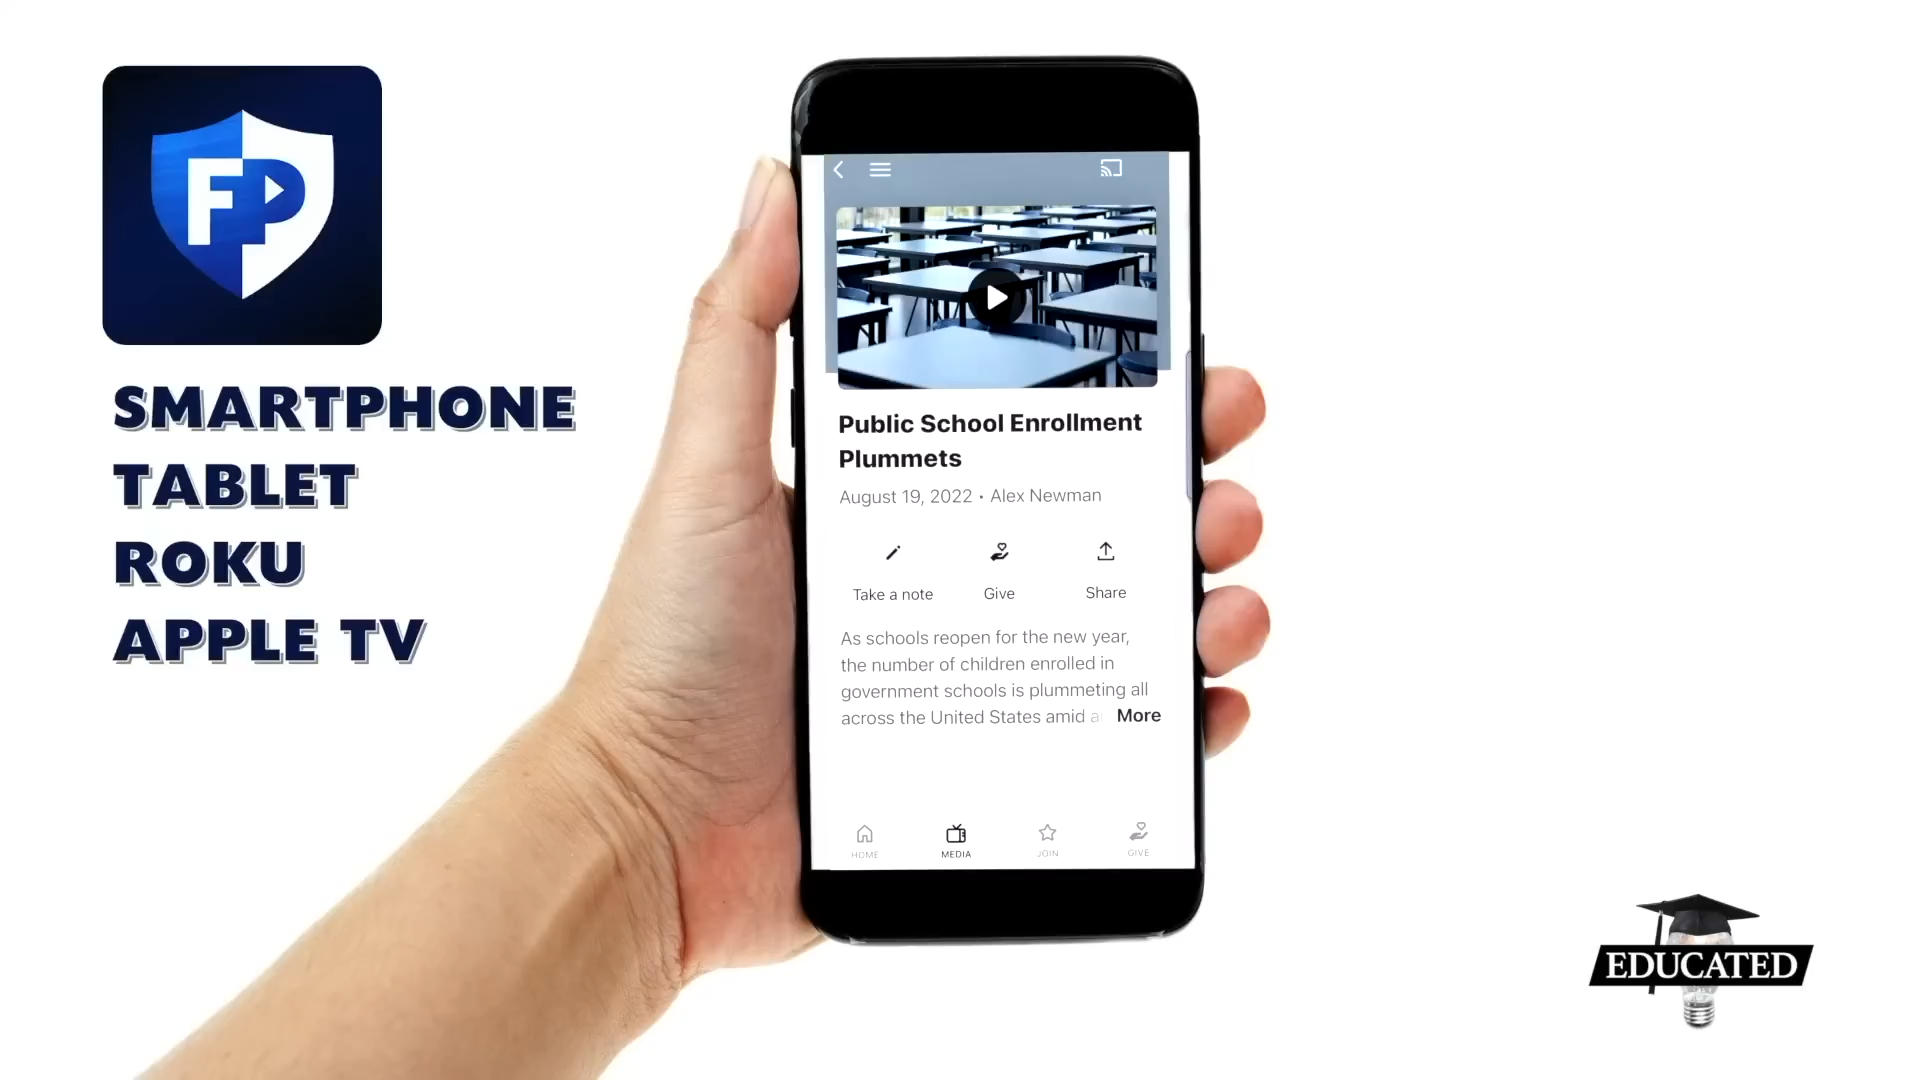 FP
SMARTPHONE
TABLET
ROKU
APPLE TV
Public School Enrollment
Plummets
August 19, 2022 • Alex Newman
Take a note
Give
Share
As schools reopen for the new year,
the number of children enrolled in
government schools is plummeting all
across the United States amid a More
HOME
MEDIA
JOIN
GIVE
EDUCATED